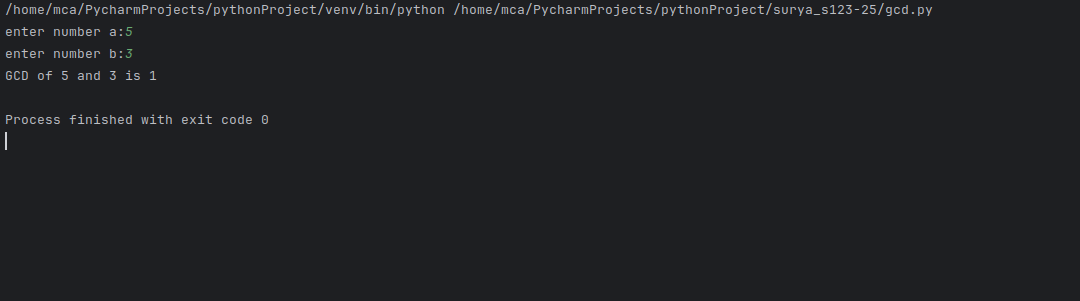 /home/mca/PycharmProjects/pythonProject/venv/bin/python /home/mca/PycharmProjects/pythonProject/surya_s123-25/gcd.py
enter number a:5
enter number b:3
GCD of 5 and 3 is 1
Process finished with exit code 0